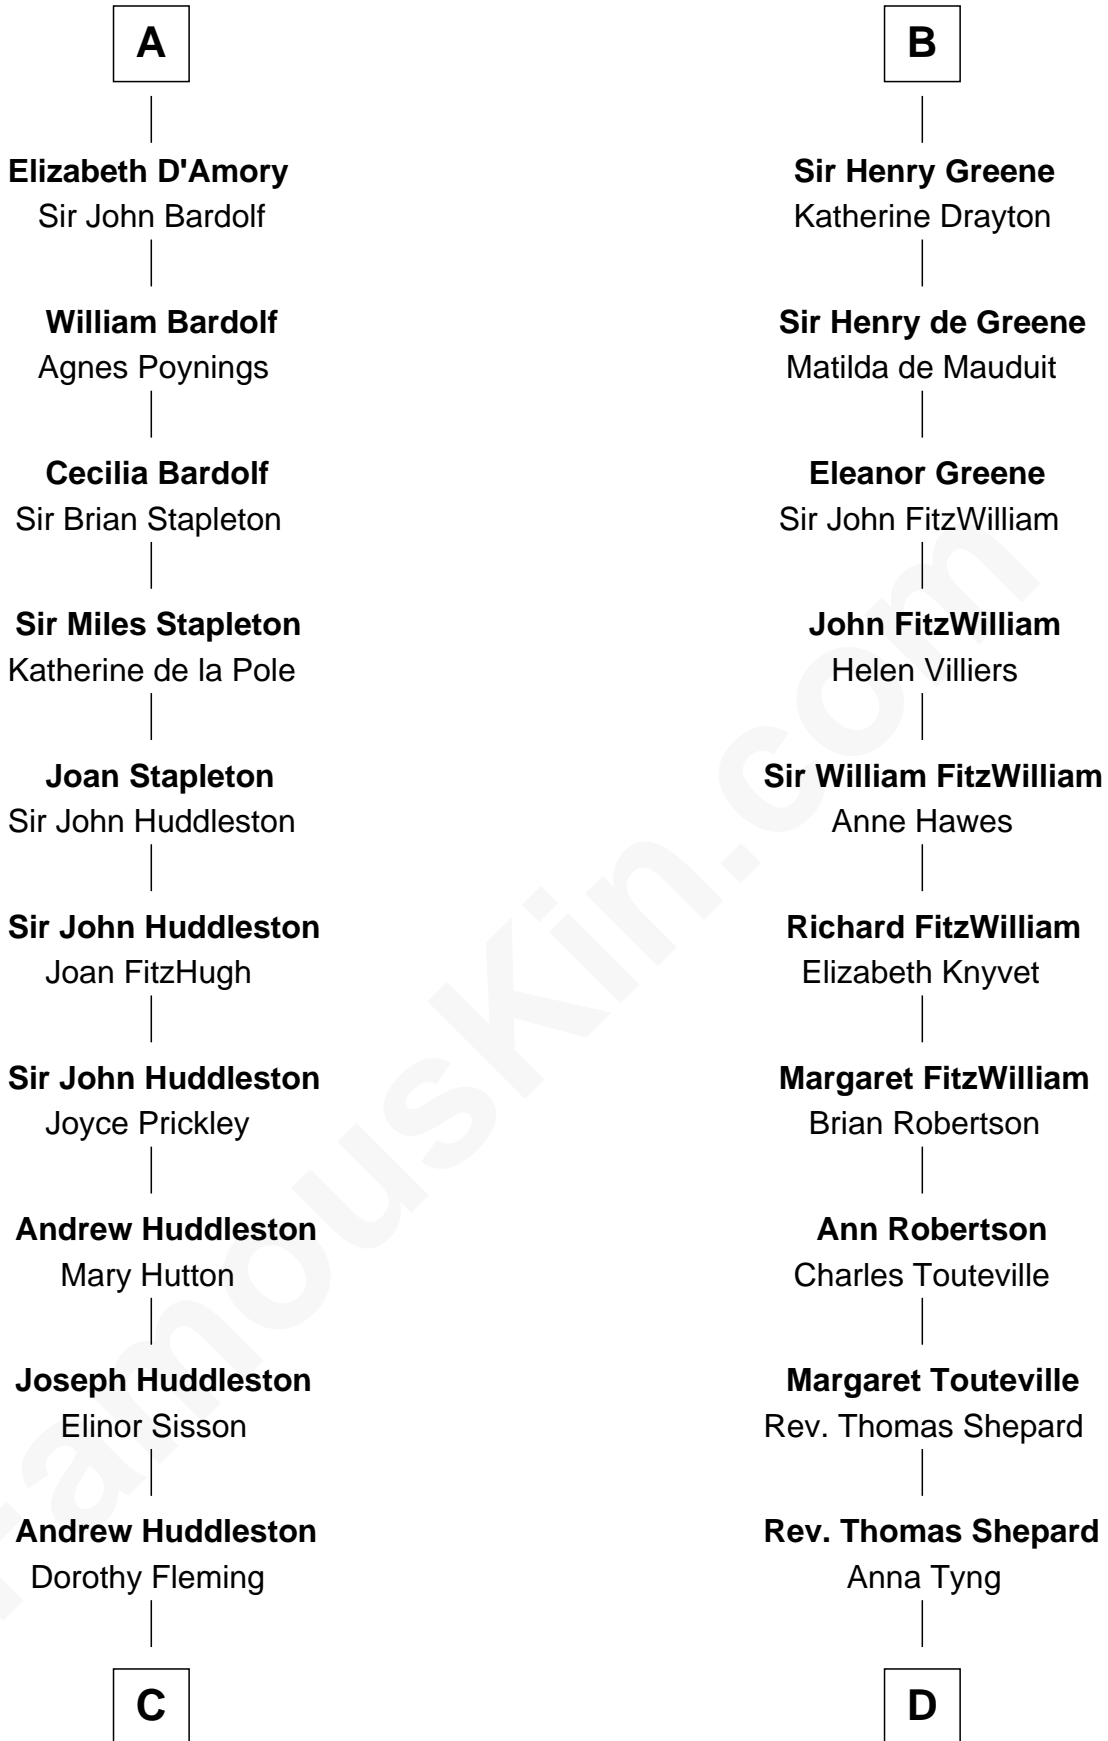 A
Elizabeth D'Amory
Sir John Bardolf
William Bardolf
Agnes Poynings
Cecilia Bardolf
Sir Brian Stapleton
Sir Miles Stapleton
Katherine de la Pole
Joan Stapleton
Sir John Huddleston
Sir John Huddleston
Joan FitzHugh
Sir John Huddleston
Joyce Prickley
Andrew Huddleston
Mary Hutton
Joseph Huddleston
Elinor Sisson
Andrew Huddleston
Dorothy Fleming
C
B
Sir Henry Greene
Katherine Drayton
Sir Henry de Greene
Matilda de Mauduit
Eleanor Greene
Sir John FitzWilliam
John FitzWilliam
Helen Villiers
Sir William FitzWilliam
Anne Hawes
Richard FitzWilliam
Elizabeth Knyvet
Margaret FitzWilliam
Brian Robertson
Ann Robertson
Charles Touteville
Margaret Touteville
Rev. Thomas Shepard
Rev. Thomas Shepard
Anna Tyng
D
FamousKin.com